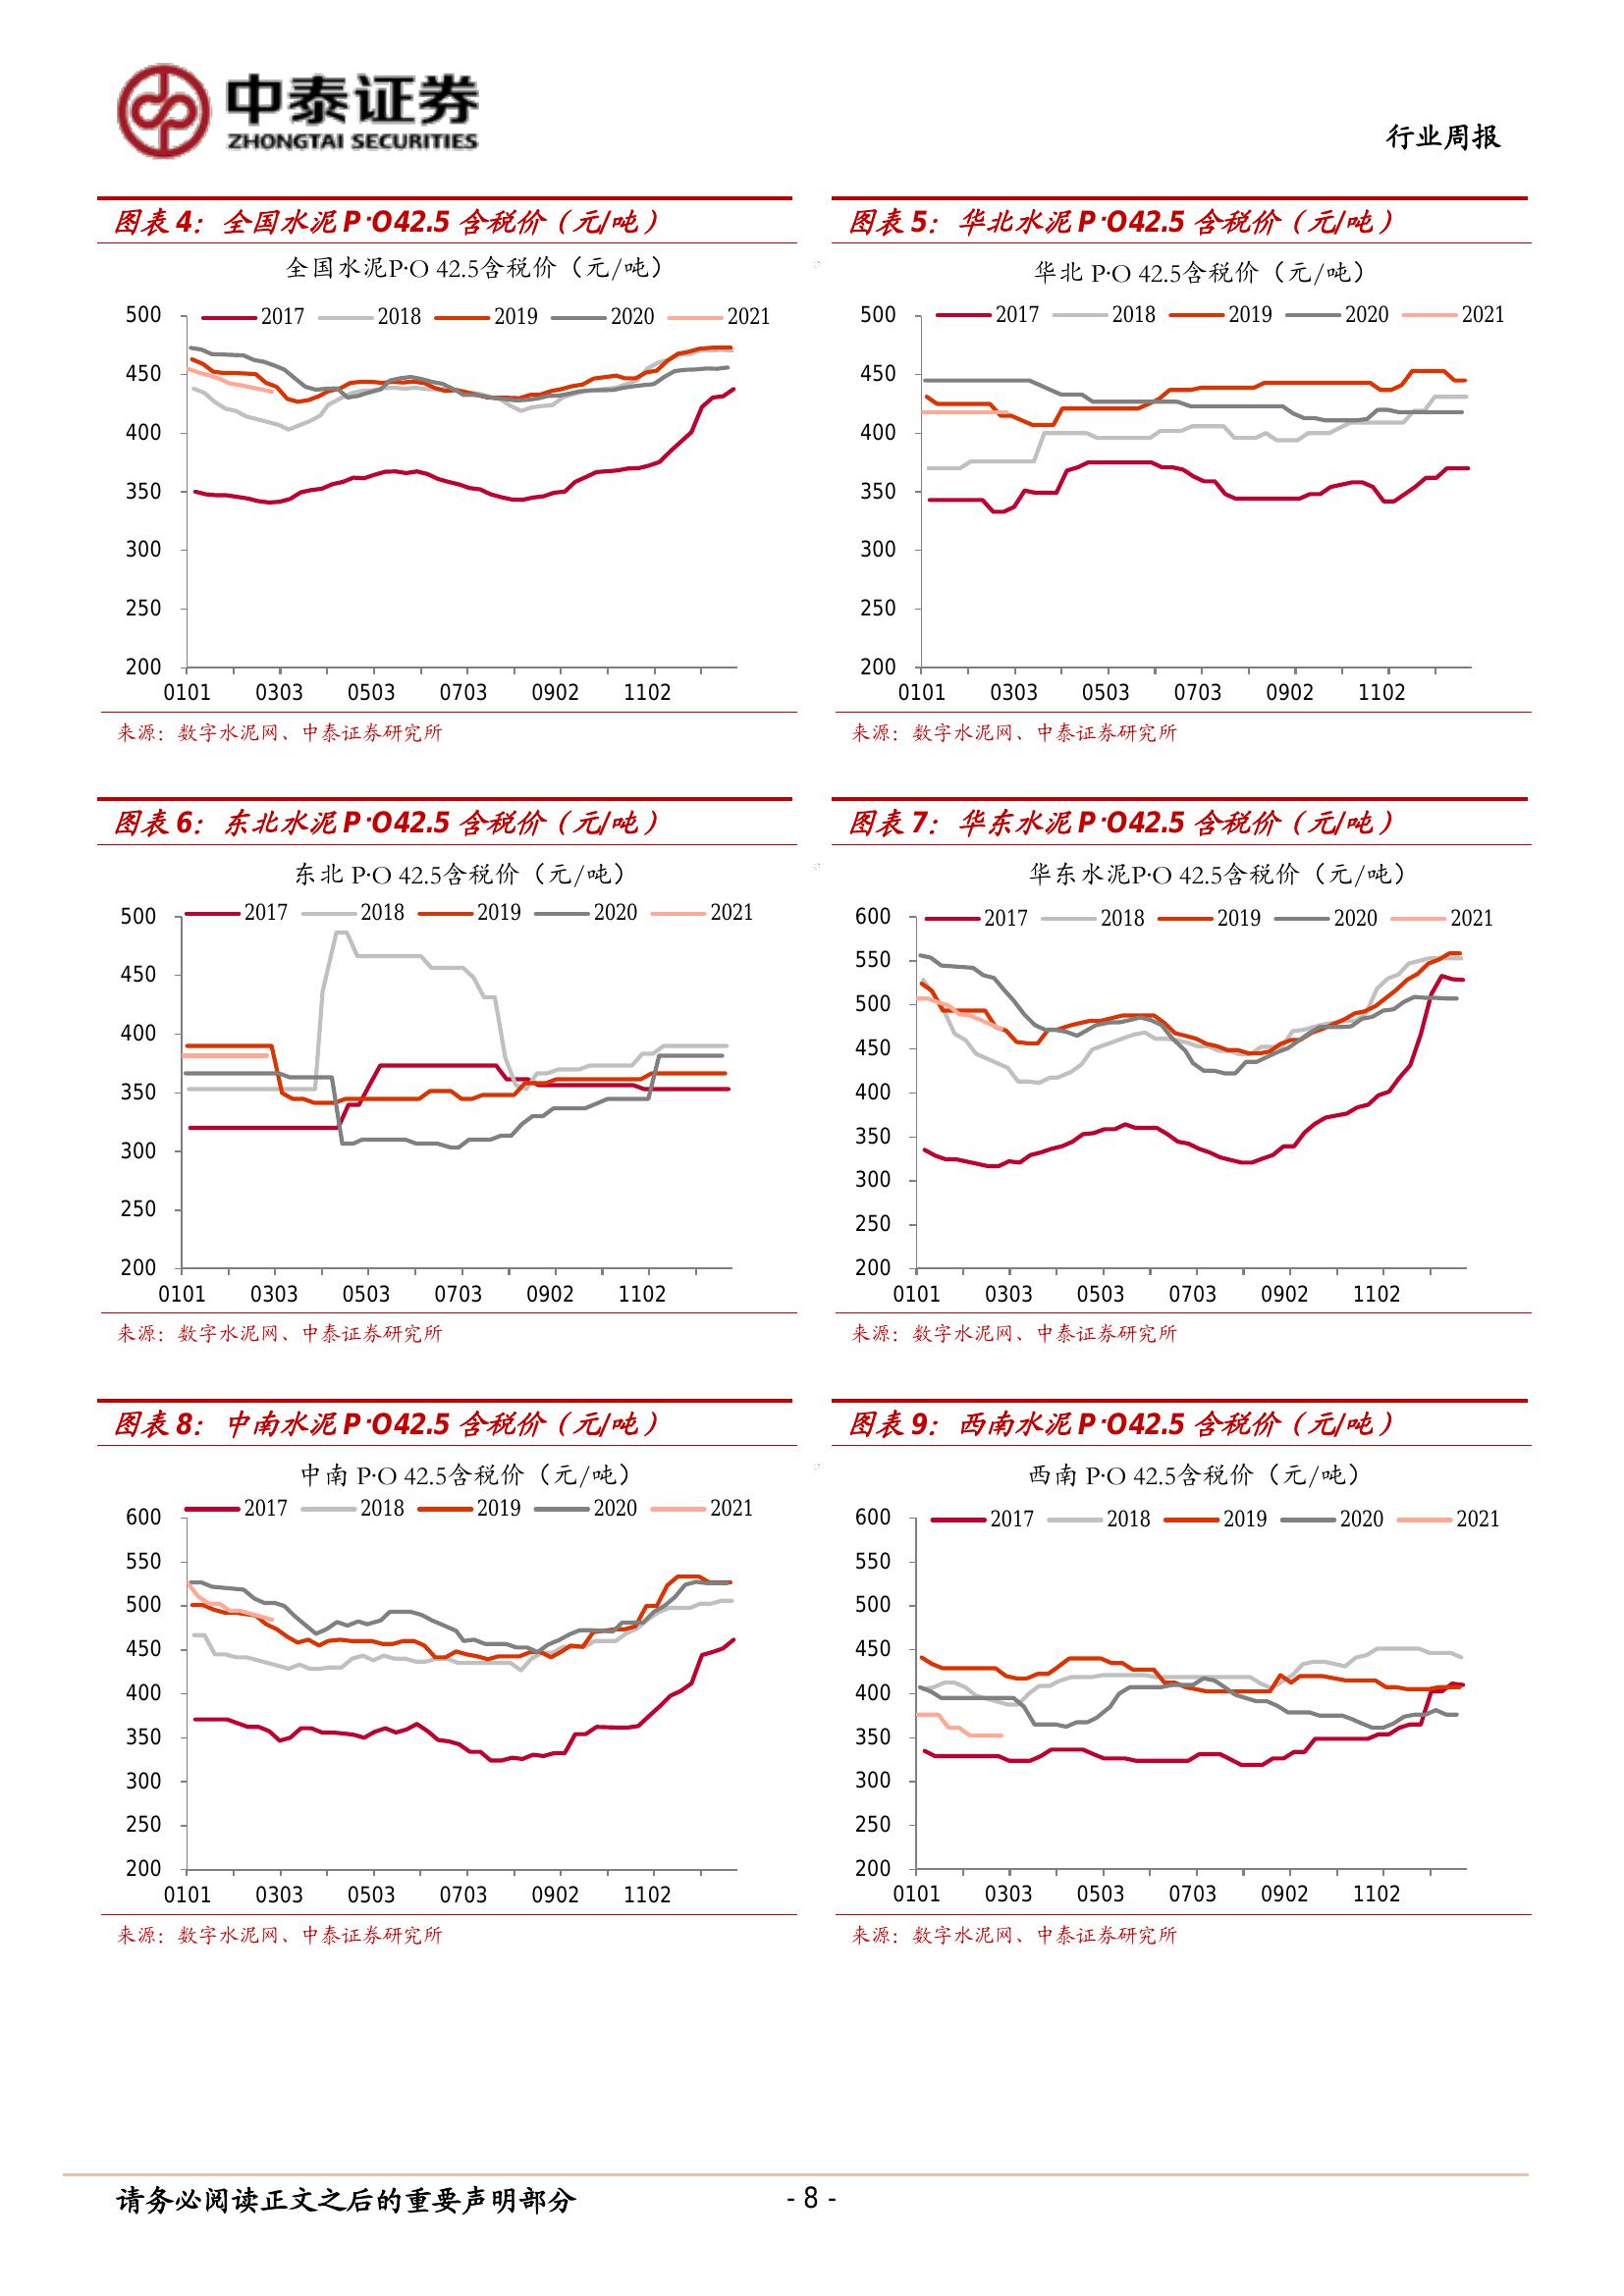 中泰证券
ZHONGTAI SECURITIES
行业周报
图表 4：全国水泥 P·O42.5 含税价（元/吨）
全国水泥P·O 42.5含税价（元/吨）
2017 2018 2019 2020 2021
500
450
400
350
300
250
200
0101 0303 0503 0703 0902 1102
来源：数字水泥网、中泰证券研究所
图表 5：华北水泥 P·O42.5 含税价（元/吨）
华北 P·O 42.5含税价（元/吨）
2017 2018 2019 2020 2021
500
450
400
350
300
250
200
0101 0303 0503 0703 0902 1102
来源：数字水泥网、中泰证券研究所
图表 6：东北水泥 P·O42.5 含税价（元/吨）
东北 P·O 42.5含税价（元/吨）
2017 2018 2019 2020 2021
500
450
400
350
300
250
200
0101 0303 0503 0703 0902 1102
来源：数字水泥网、中泰证券研究所
图表 7：华东水泥 P·O42.5 含税价（元/吨）
华东水泥P·O 42.5含税价（元/吨）
2017 2018 2019 2020 2021
600
550
500
450
400
350
300
250
200
0101 0303 0503 0703 0902 1102
来源：数字水泥网、中泰证券研究所
图表 8：中南水泥 P·O42.5 含税价（元/吨）
中南 P·O 42.5含税价（元/吨）
2017 2018 2019 2020 2021
600
550
500
450
400
350
300
250
200
0101 0303 0503 0703 0902 1102
来源：数字水泥网、中泰证券研究所
图表 9：西南水泥 P·O42.5 含税价（元/吨）
西南 P·O 42.5含税价（元/吨）
2017 2018 2019 2020 2021
600
550
500
450
400
350
300
250
200
0101 0303 0503 0703 0902 1102
来源：数字水泥网、中泰证券研究所
请务必阅读正文之后的重要声明部分
- 8 -